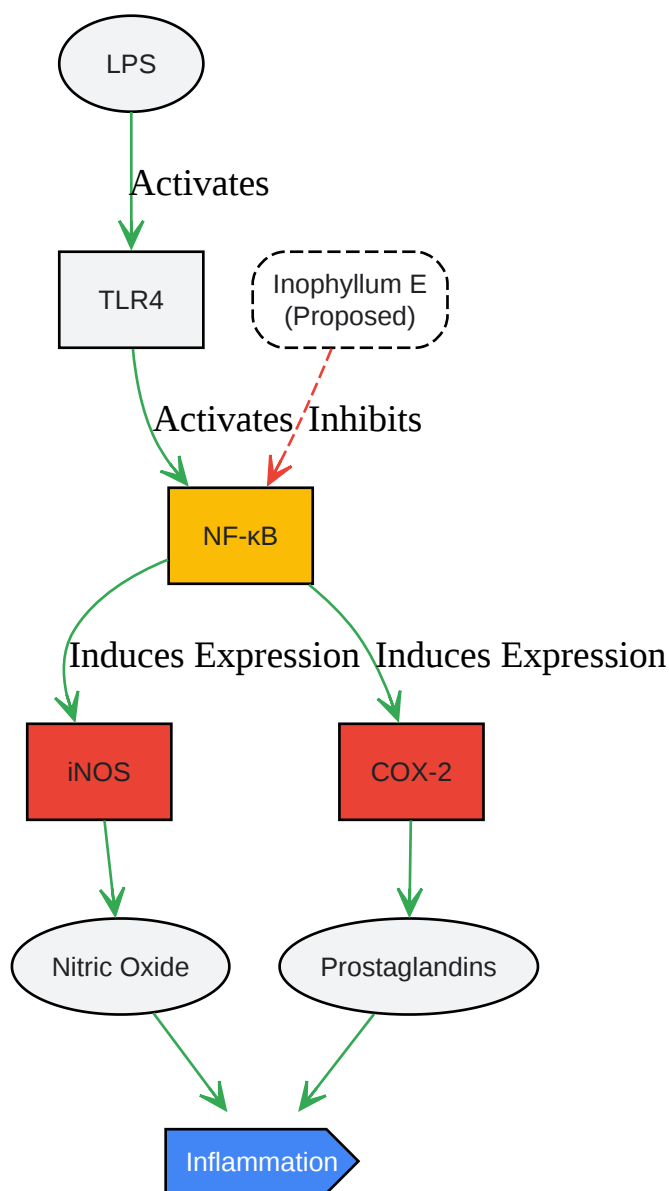 LPS
Activates
TLR4
Inophyllum E
(Proposed)
Activates
Inhibits
NF-κB
Induces Expression
Induces Expression
iNOS
COX-2
Nitric Oxide
Prostaglandins
Inflammation